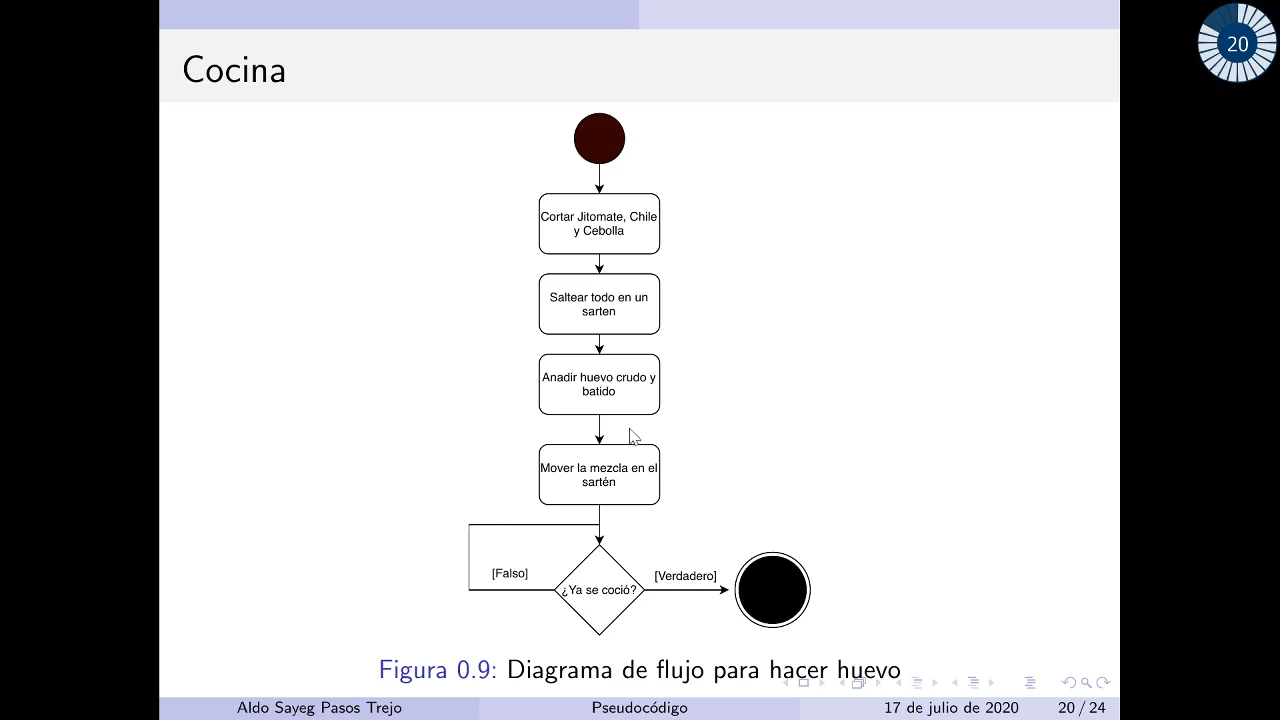 20
Cocina
Cortar Jitomate, Chile
y Cebolla
Saltear todo en un
sarten
Anadir huevo crudo y
batido
Mover la mezcla en el
sartén
[Falso]
¿Ya se coció?
[Verdadero]
Figura 0.9: Diagrama de flujo para hacer huevo
Aldo Sayeg Pasos Trejo
Pseudocódigo
17 de julio de 2020
20 / 24